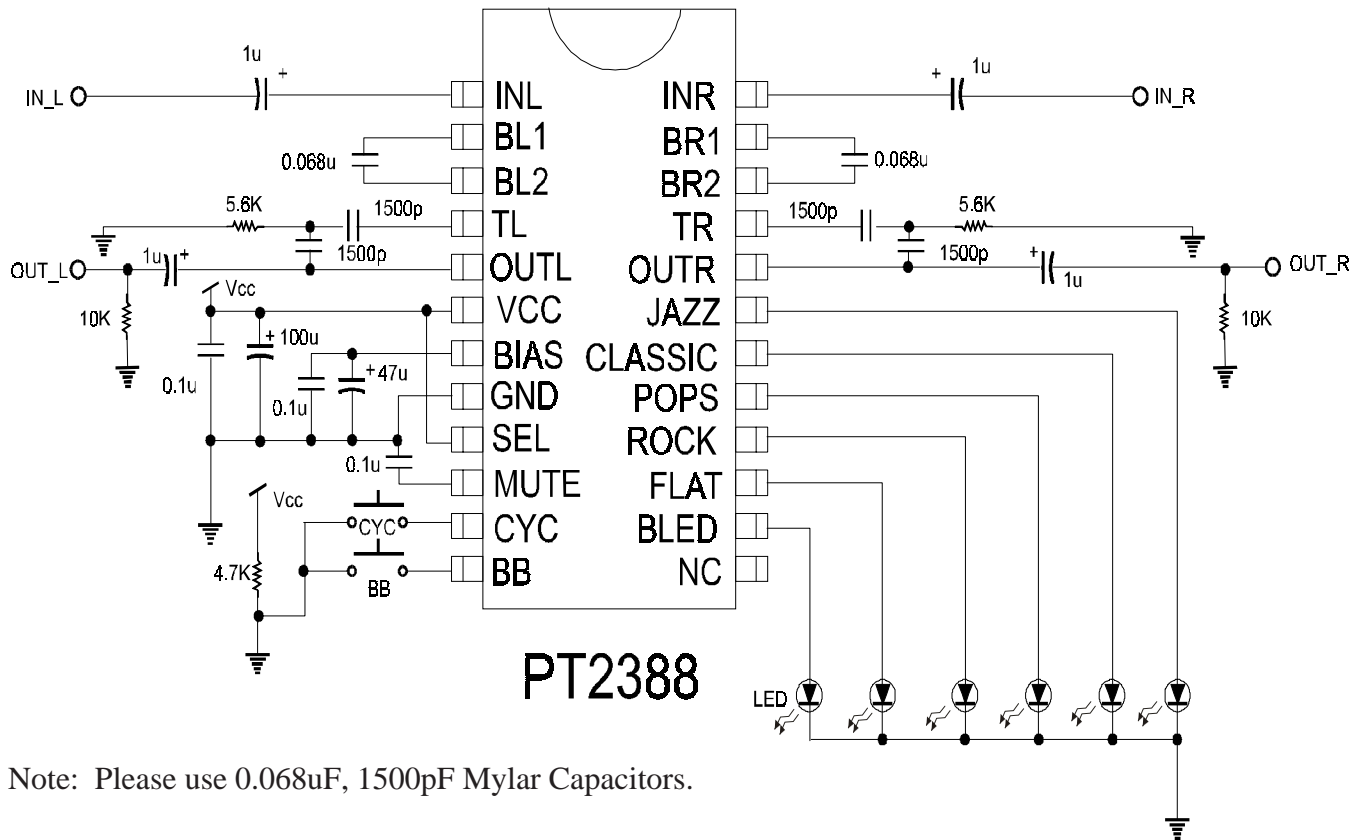 1u
1u
IN_L
INL
INR
IN_R
BL1
BR1
0.068u
0.068u
BL2
BR2
5.6K
1500p
TL
TR
1500p
5.6K
1500p
1500p
OUT_L
1u
OUTL
OUTR
1u
OUT_R
Vcc
VCC
JAZZ
10K
10K
100u
BIAS
CLASSIC
47u
0.1u
0.1u
GND
POPS
SEL
ROCK
0.1u
MUTE
FLAT
Vcc
CYC
CYC
BLED
4.7K
BB
BB
NC
PT2388
LED
Note: Please use 0.068uF, 1500pF Mylar Capacitors.